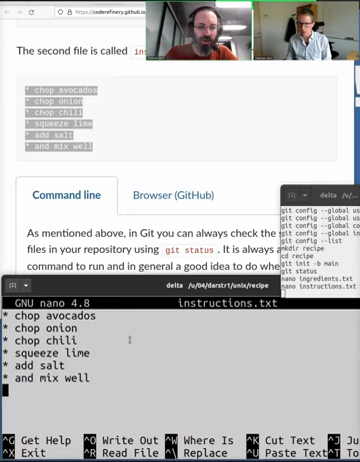 https://coderefinery.github.io
The second file is called ins
* chop avocados
* chop onion
* chop chili
* squeeze lime
* add salt
* and mix well
Command line
Browser (GitHub)
As mentioned above, in Git you can always check the s
files in your repository using git status . It is always a
command to run and in general a good idea to do whe
delta /u/
git config --global us
git config --global us
git config --global co
git config --global in
git config --list
mkdir recipe
cd recipe
git init -b main
git status
nano ingredients.txt
nano instructions.txt
delta /u/04/darstr1/unix/recipe
GNU nano 4.8 instructions.txt
* chop avocados
* chop onion
* chop chili
* squeeze lime
* add salt
* and mix well
^G Get Help ^O Write Out ^W Where Is ^K Cut Text ^J Ju
^X Exit ^R Read File ^\ Replace ^U Paste Text ^T To